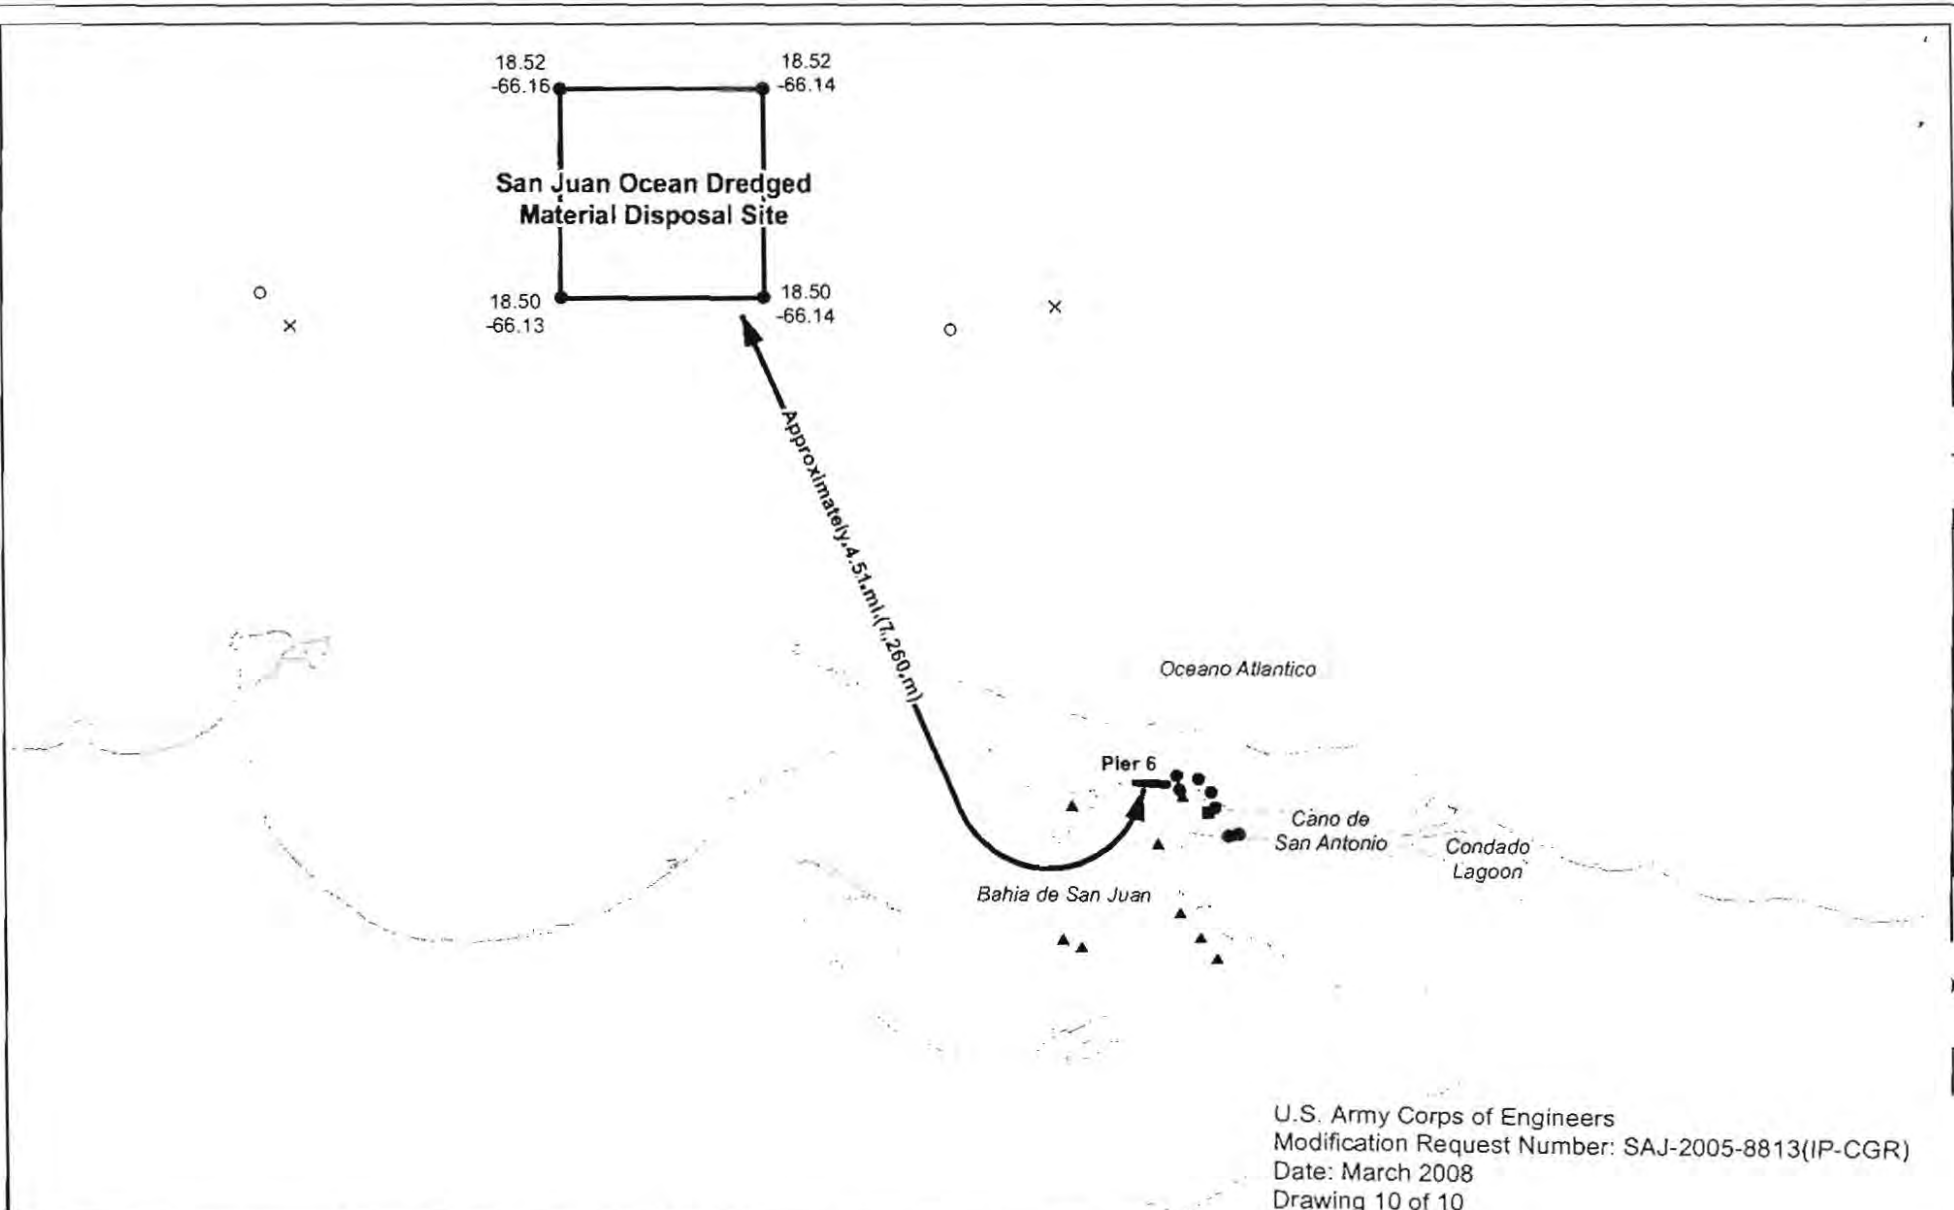 18.52
-66.16
18.52
-66.14
San Juan Ocean Dredged
Material Disposal Site
18.50
-66.13
18.50
-66.14
Approximately 4.51 mi (7,260 m)
Oceano Atlantico
Pier 6
Cano de
San Antonio
Condado
Lagoon
Bahia de San Juan
U.S. Army Corps of Engineers
Modification Request Number: SAJ-2005-8813(IP-CGR)
Date: March 2008
Drawing 10 of 10